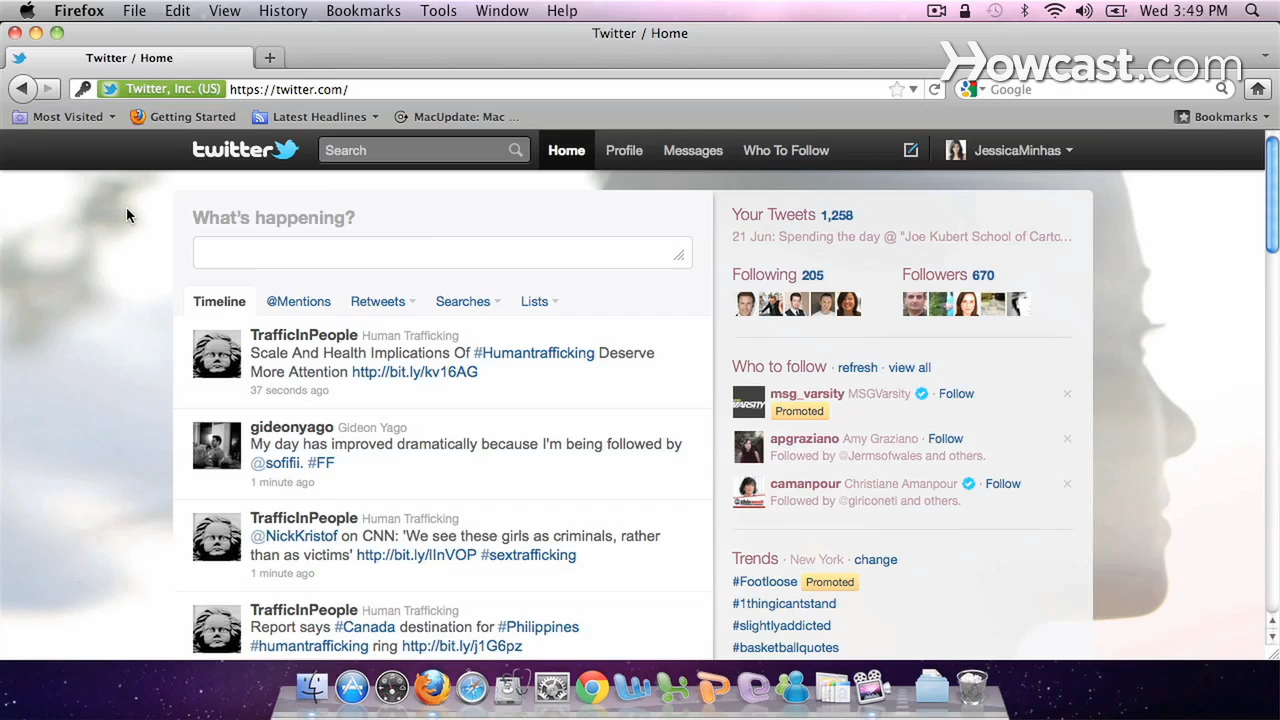 Firefox File Edit View History Bookmarks Tools Window Help Wed 3:49 PM
Twitter / Home
Twitter / Home
Howcast.com
Twitter, Inc. (US) https://twitter.com/ Google
Most Visited Getting Started Latest Headlines MacUpdate: Mac ... Bookmarks
twitter Search Home Profile Messages Who To Follow JessicaMinhas
What's happening?
Timeline @Mentions Retweets Searches Lists
TrafficInPeople Human Trafficking
Scale And Health Implications Of #Humantrafficking Deserve
More Attention http://bit.ly/kv16AG
37 seconds ago
gideonyago Gideon Yago
My day has improved dramatically because I'm being followed by
@sofifii. #FF
1 minute ago
TrafficInPeople Human Trafficking
@NickKristof on CNN: 'We see these girls as criminals, rather
than as victims' http://bit.ly/lInVOP #sextrafficking
1 minute ago
TrafficInPeople Human Trafficking
Report says #Canada destination for #Philippines
#humantrafficking ring http://bit.ly/j1G6pz
Your Tweets 1,258
21 Jun: Spending the day @ "Joe Kubert School of Cartc...
Following 205 Followers 670
Who to follow · refresh · view all
msg_varsity MSGVarsity · Follow
Promoted
VARSITY
apgraziano Amy Graziano · Follow
Followed by @Jermsofwales and others.
camanpour Christiane Amanpour · Follow
Followed by @giriconeti and others.
Trends · New York · change
#Footloose Promoted
#1thingicantstand
#slightlyaddicted
#basketballquotes